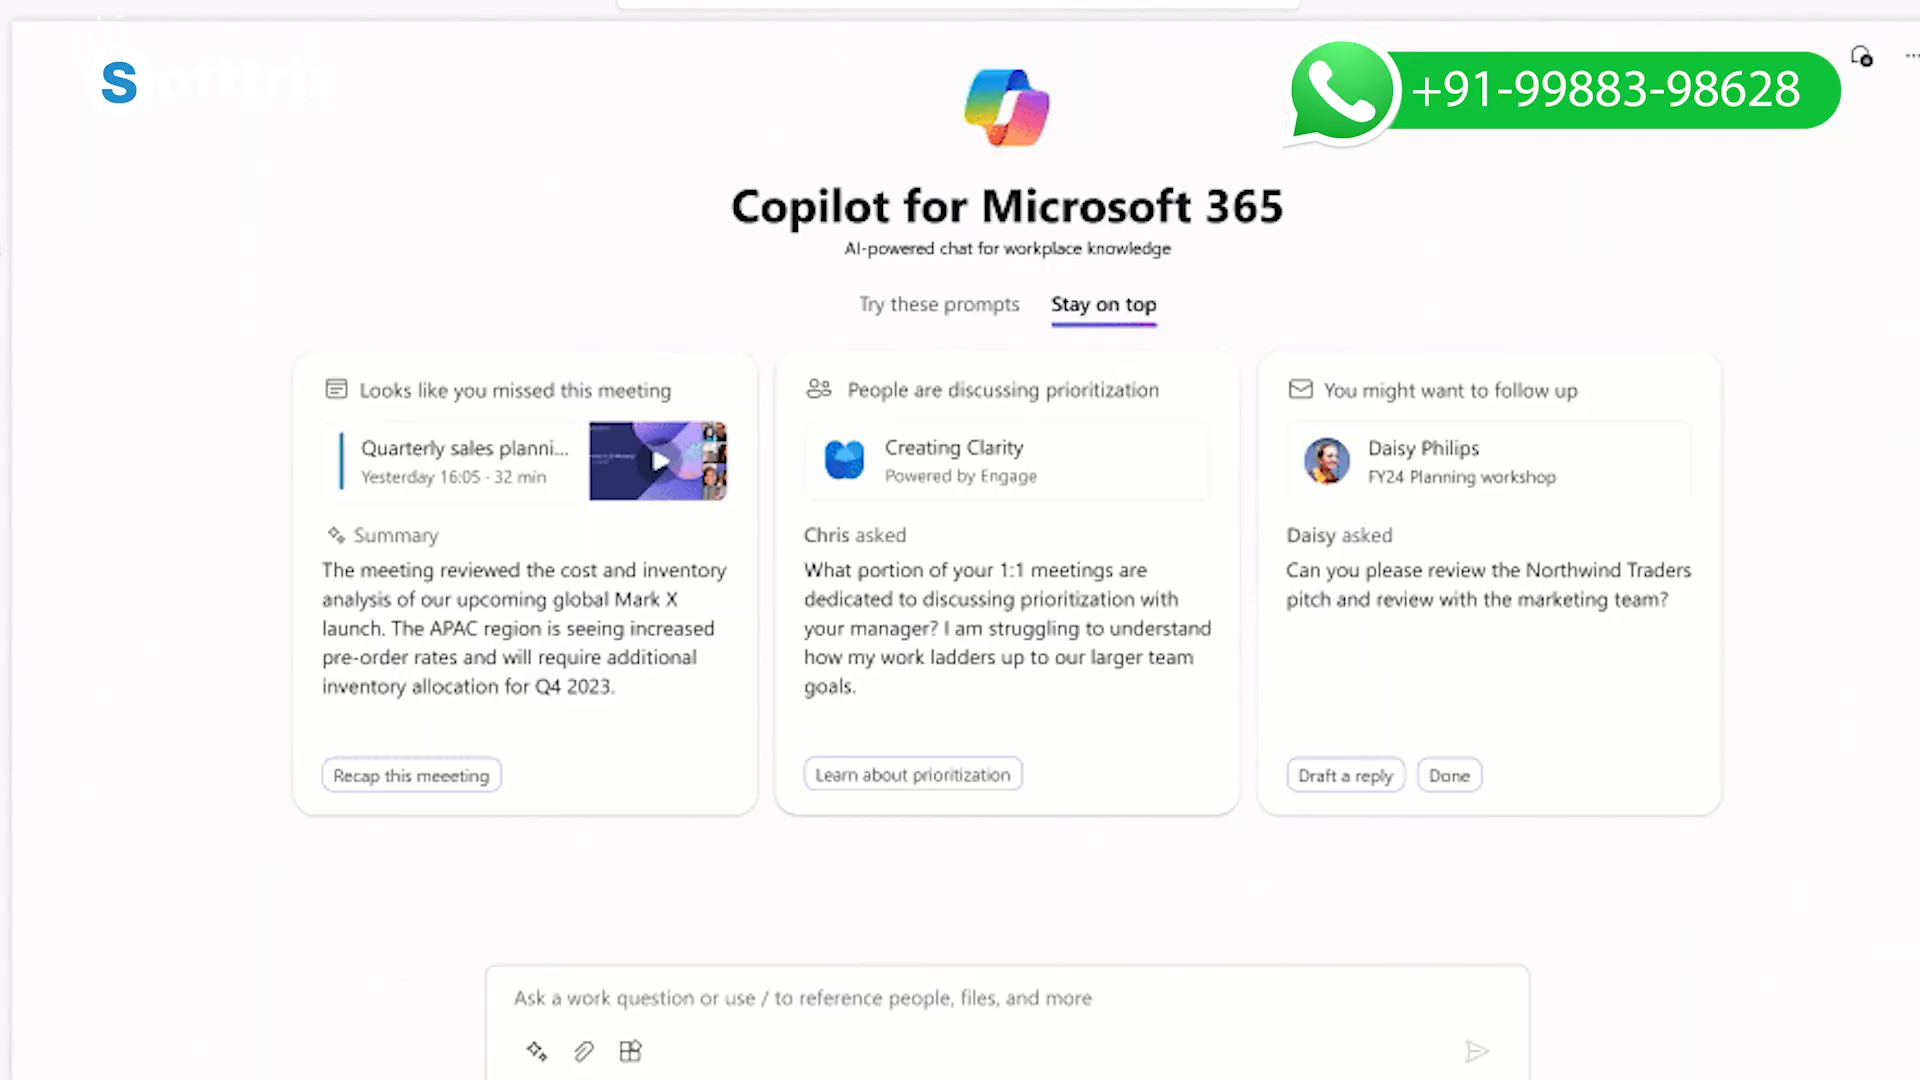 Softtrix
+91-99883-98628
Copilot for Microsoft 365
AI-powered chat for workplace knowledge
Try these prompts
Stay on top
Looks like you missed this meeting
Quarterly sales planni...
Yesterday 16:05 · 32 min
Summary
The meeting reviewed the cost and inventory
analysis of our upcoming global Mark X
launch. The APAC region is seeing increased
pre-order rates and will require additional
inventory allocation for Q4 2023.
Recap this meeeting
People are discussing prioritization
Creating Clarity
Powered by Engage
Chris asked
What portion of your 1:1 meetings are
dedicated to discussing prioritization with
your manager? I am struggling to understand
how my work ladders up to our larger team
goals.
Learn about prioritization
You might want to follow up
Daisy Philips
FY24 Planning workshop
Daisy asked
Can you please review the Northwind Traders
pitch and review with the marketing team?
Draft a reply
Done
Ask a work question or use / to reference people, files, and more